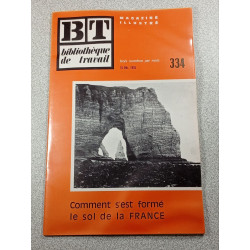 BT
MAGAZINE
ILLUSTRÉ
bibliothèque
de travail
334
Comment s'est formé
le sol de la FRANCE